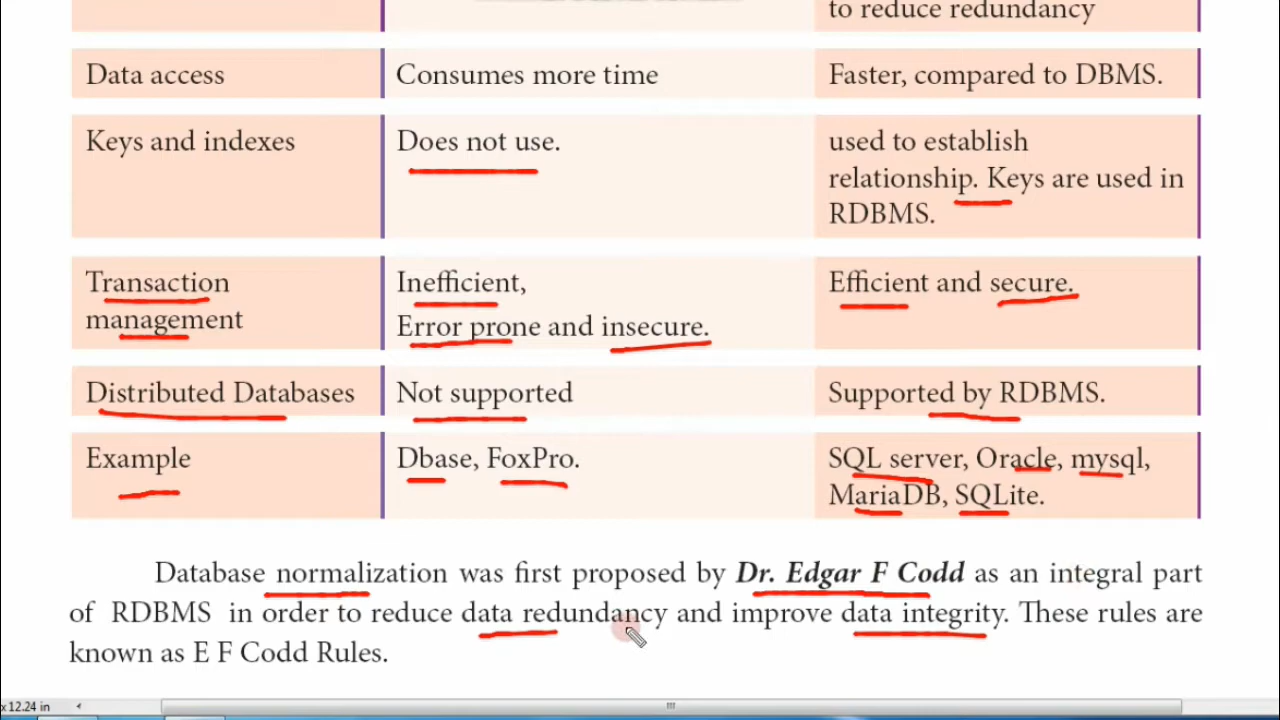 to reduce redundancy
Data access Consumes more time Faster, compared to DBMS.
Keys and indexes Does not use. used to establish
relationship. Keys are used in
RDBMS.
Transaction Inefficient, Efficient and secure.
management Error prone and insecure.
Distributed Databases Not supported Supported by RDBMS.
Example Dbase, FoxPro. SQL server, Oracle, mysql,
MariaDB, SQLite.
Database normalization was first proposed by Dr. Edgar F Codd as an integral part
of RDBMS in order to reduce data redundancy and improve data integrity. These rules are
known as E F Codd Rules.
x 12.24 in